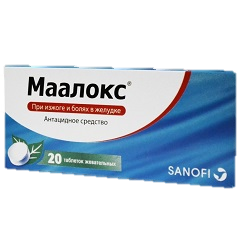 Маалокс®
При изжоге и болях в желудке
Антацидное средство
20 таблеток жевательных
SANOFI